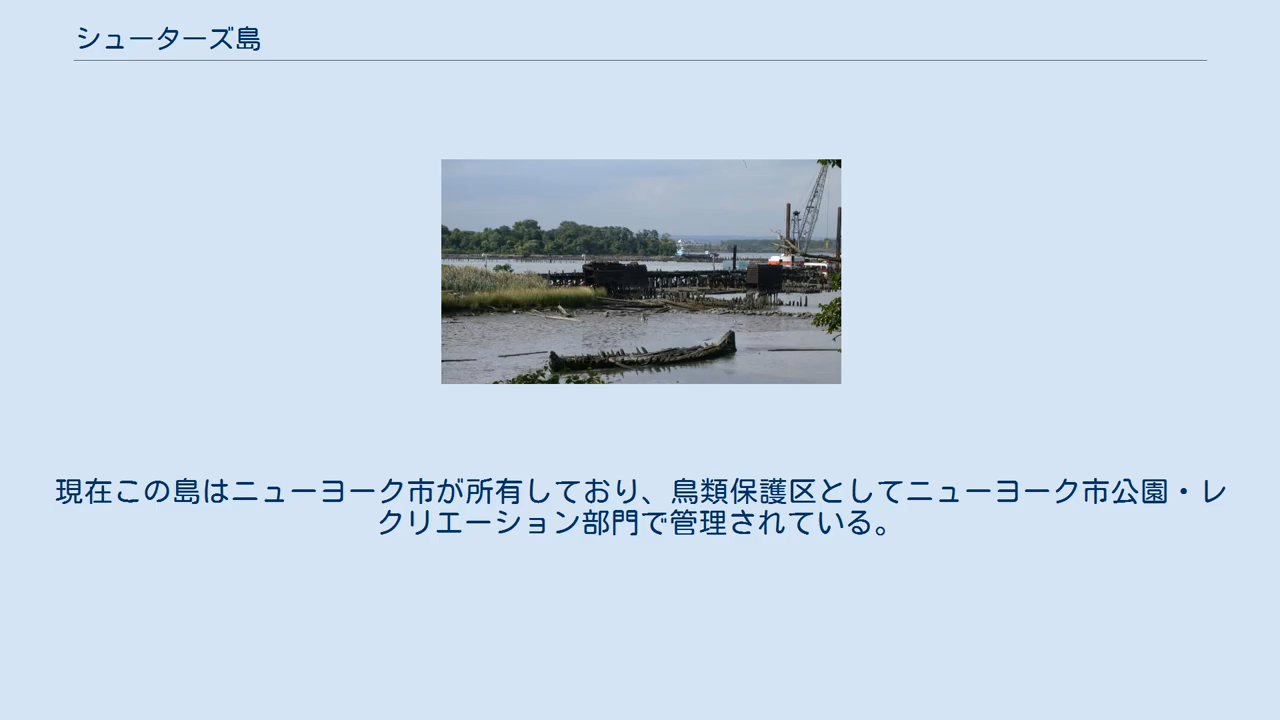 シューターズ島
現在この島はニューヨーク市が所有しており、鳥類保護区としてニューヨーク市公園・レ
クリエーション部門で管理されている。